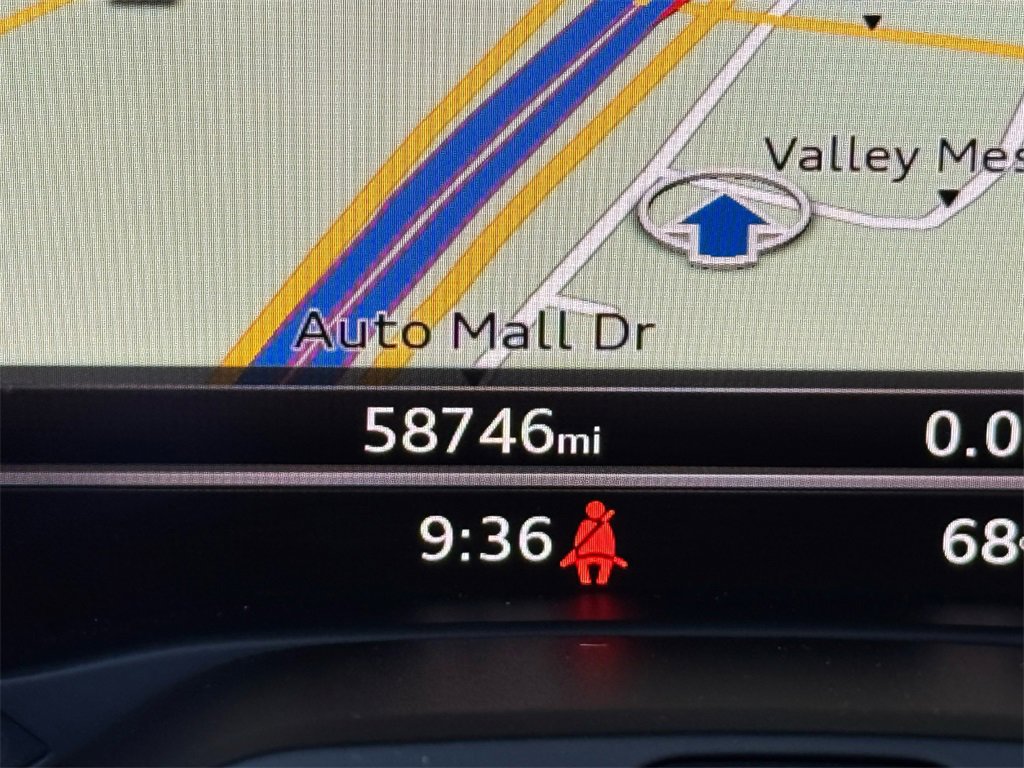 Valley Mes
Auto Mall Dr
58746mi 0.0
9:36 68